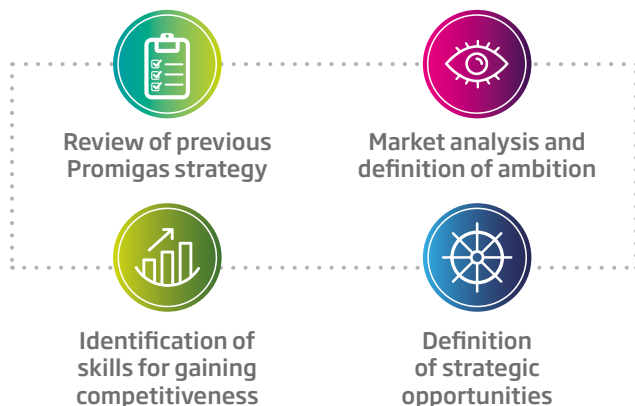 Review of previous
Promigas strategy
Market analysis and
definition of ambition
Identification of
skills for gaining
competitiveness
Definition
of strategic
opportunities